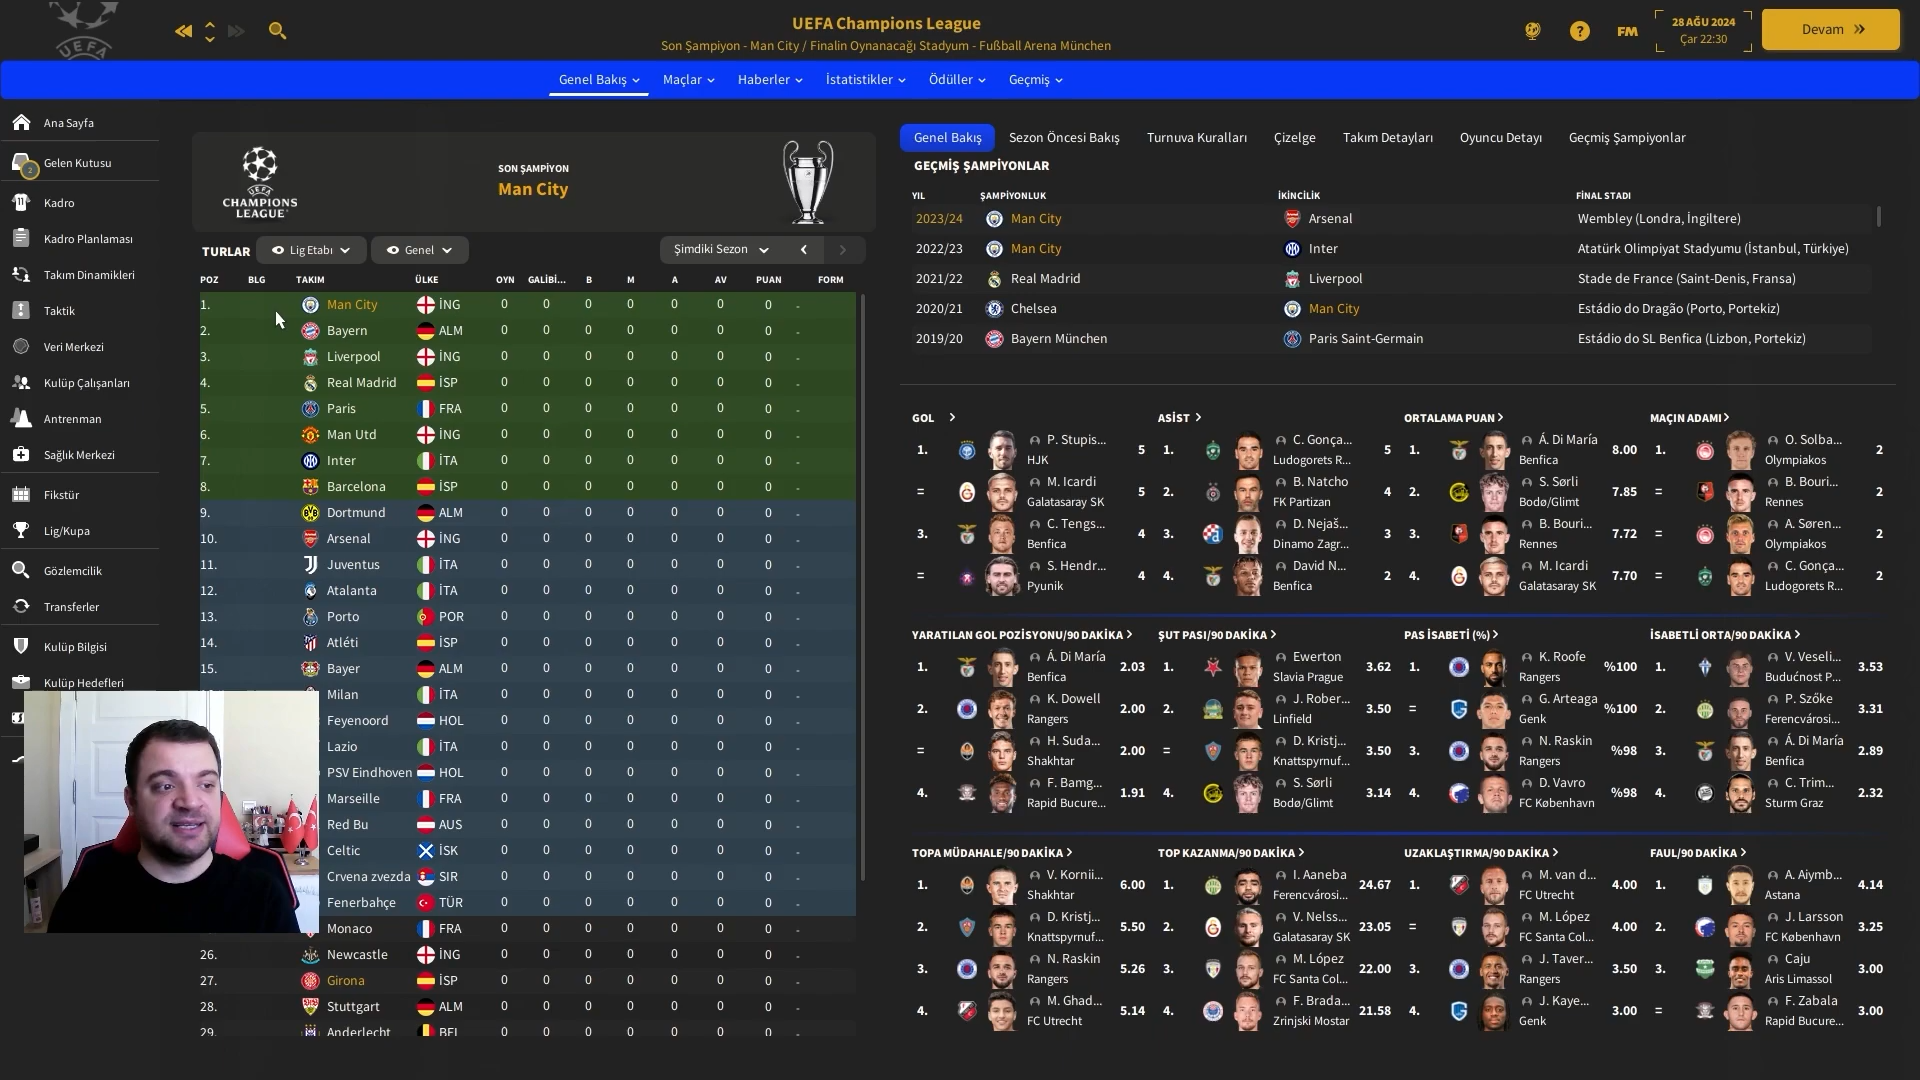 UEFA
UEFA Champions League
Son Şampiyon - Man City / Finalin Oynanacağı Stadyum - Fußball Arena München
FM
28 AĞU 2024
Çar 22:30
Devam
Genel Bakış
Maçlar
Haberler
İstatistikler
Ödüller
Geçmiş
Ana Sayfa
Gelen Kutusu
2
Kadro
Kadro Planlaması
Takım Dinamikleri
Taktik
Veri Merkezi
Kulüp Çalışanları
Antrenman
Sağlık Merkezi
Fikstür
Lig/Kupa
Gözlemcilik
Transferler
Kulüp Bilgisi
Kulüp Hedefleri
UEFA
CHAMPIONS
LEAGUE
SON ŞAMPİYON
Man City
TURLAR
Lig Etabı
Genel
Şimdiki Sezon
POZ BLG TAKIM ÜLKE OYN GALİBİ... B M A AV PUAN FORM
1. Man City İNG 0 0 0 0 0 0 0 -
2. Bayern ALM 0 0 0 0 0 0 0 -
3. Liverpool İNG 0 0 0 0 0 0 0 -
4. Real Madrid İSP 0 0 0 0 0 0 0 -
5. Paris FRA 0 0 0 0 0 0 0 -
6. Man Utd İNG 0 0 0 0 0 0 0 -
7. Inter İTA 0 0 0 0 0 0 0 -
8. Barcelona İSP 0 0 0 0 0 0 0 -
9. Dortmund ALM 0 0 0 0 0 0 0 -
10. Arsenal İNG 0 0 0 0 0 0 0 -
11. Juventus İTA 0 0 0 0 0 0 0 -
12. Atalanta İTA 0 0 0 0 0 0 0 -
13. Porto POR 0 0 0 0 0 0 0 -
14. Atléti İSP 0 0 0 0 0 0 0 -
15. Bayer ALM 0 0 0 0 0 0 0 -
Milan İTA 0 0 0 0 0 0 0 -
Feyenoord HOL 0 0 0 0 0 0 0 -
Lazio İTA 0 0 0 0 0 0 0 -
PSV Eindhoven HOL 0 0 0 0 0 0 0 -
Marseille FRA 0 0 0 0 0 0 0 -
Red Bu AUS 0 0 0 0 0 0 0 -
Celtic İSK 0 0 0 0 0 0 0 -
Crvena zvezda SIR 0 0 0 0 0 0 0 -
Fenerbahçe TÜR 0 0 0 0 0 0 0 -
Monaco FRA 0 0 0 0 0 0 0 -
26. Newcastle İNG 0 0 0 0 0 0 0 -
27. Girona İSP 0 0 0 0 0 0 0 -
28. Stuttgart ALM 0 0 0 0 0 0 0 -
29. Anderlecht BEL 0 0 0 0 0 0 0 -
Genel Bakış
Sezon Öncesi Bakış
Turnuva Kuralları
Çizelge
Takım Detayları
Oyuncu Detayı
Geçmiş Şampiyonlar
GEÇMİŞ ŞAMPİYONLAR
YIL ŞAMPİYONLUK İKİNCİLİK FİNAL STADI
2023/24 Man City Arsenal Wembley (Londra, İngiltere)
2022/23 Man City Inter Atatürk Olimpiyat Stadyumu (İstanbul, Türkiye)
2021/22 Real Madrid Liverpool Stade de France (Saint-Denis, Fransa)
2020/21 Chelsea Man City Estádio do Dragão (Porto, Portekiz)
2019/20 Bayern München Paris Saint-Germain Estádio do SL Benfica (Lizbon, Portekiz)
GOL
1. P. Stupis... HJK 5
= M. Icardi Galatasaray SK 5
3. C. Tengs... Benfica 4
= S. Hendr... Pyunik 4
ASİST
1. C. Gonça... Ludogorets R... 5
2. B. Natcho FK Partizan 4
3. D. Nejaš... Dinamo Zagr... 3
4. David N... Benfica 2
ORTALAMA PUAN
1. Á. Di María Benfica 8.00
2. S. Sørli Bodø/Glimt 7.85
3. B. Bouri... Rennes 7.72
4. M. Icardi Galatasaray SK 7.70
MAÇIN ADAMI
1. O. Solba... Olympiakos 2
= B. Bouri... Rennes 2
= A. Søren... Olympiakos 2
= C. Gonça... Ludogorets R... 2
YARATILAN GOL POZİSYONU/90 DAKİKA
1. Á. Di María Benfica 2.03
2. K. Dowell Rangers 2.00
= H. Suda... Shakhtar 2.00
4. F. Bamg... Rapid Bucure... 1.91
ŞUT PASI/90 DAKİKA
1. Ewerton Slavia Prague 3.62
2. J. Rober... Linfield 3.50
= D. Kristj... Knattspyrnuf... 3.50
4. S. Sørli Bodø/Glimt 3.14
PAS İSABETİ (%)
1. K. Roofe Rangers %100
= G. Arteaga Genk %100
3. N. Raskin Rangers %98
4. D. Vavro FC København %98
İSABETLİ ORTA/90 DAKİKA
1. V. Veseli... Budućnost P... 3.53
2. P. Szőke Ferencvárosi... 3.31
3. Á. Di María Benfica 2.89
4. C. Trim... Sturm Graz 2.32
TOPA MÜDAHALE/90 DAKİKA
1. V. Kornii... Shakhtar 6.00
2. D. Kristj... Knattspyrnuf... 5.50
3. N. Raskin Rangers 5.26
4. M. Ghad... FC Utrecht 5.14
TOP KAZANMA/90 DAKİKA
1. I. Aaneba Ferencvárosi... 24.67
2. V. Nelss... Galatasaray SK 23.05
3. M. López FC Santa Col... 22.00
4. F. Brada... Zrinjski Mostar 21.58
UZAKLAŞTIRMA/90 DAKİKA
1. M. van d... FC Utrecht 4.00
= M. López FC Santa Col... 4.00
3. J. Taver... Rangers 3.50
4. J. Kaye... Genk 3.00
FAUL/90 DAKİKA
1. A. Aiymb... Astana 4.14
2. J. Larsson FC København 3.25
3. Caju Aris Limassol 3.00
= F. Zabala Rapid Bucure... 3.00